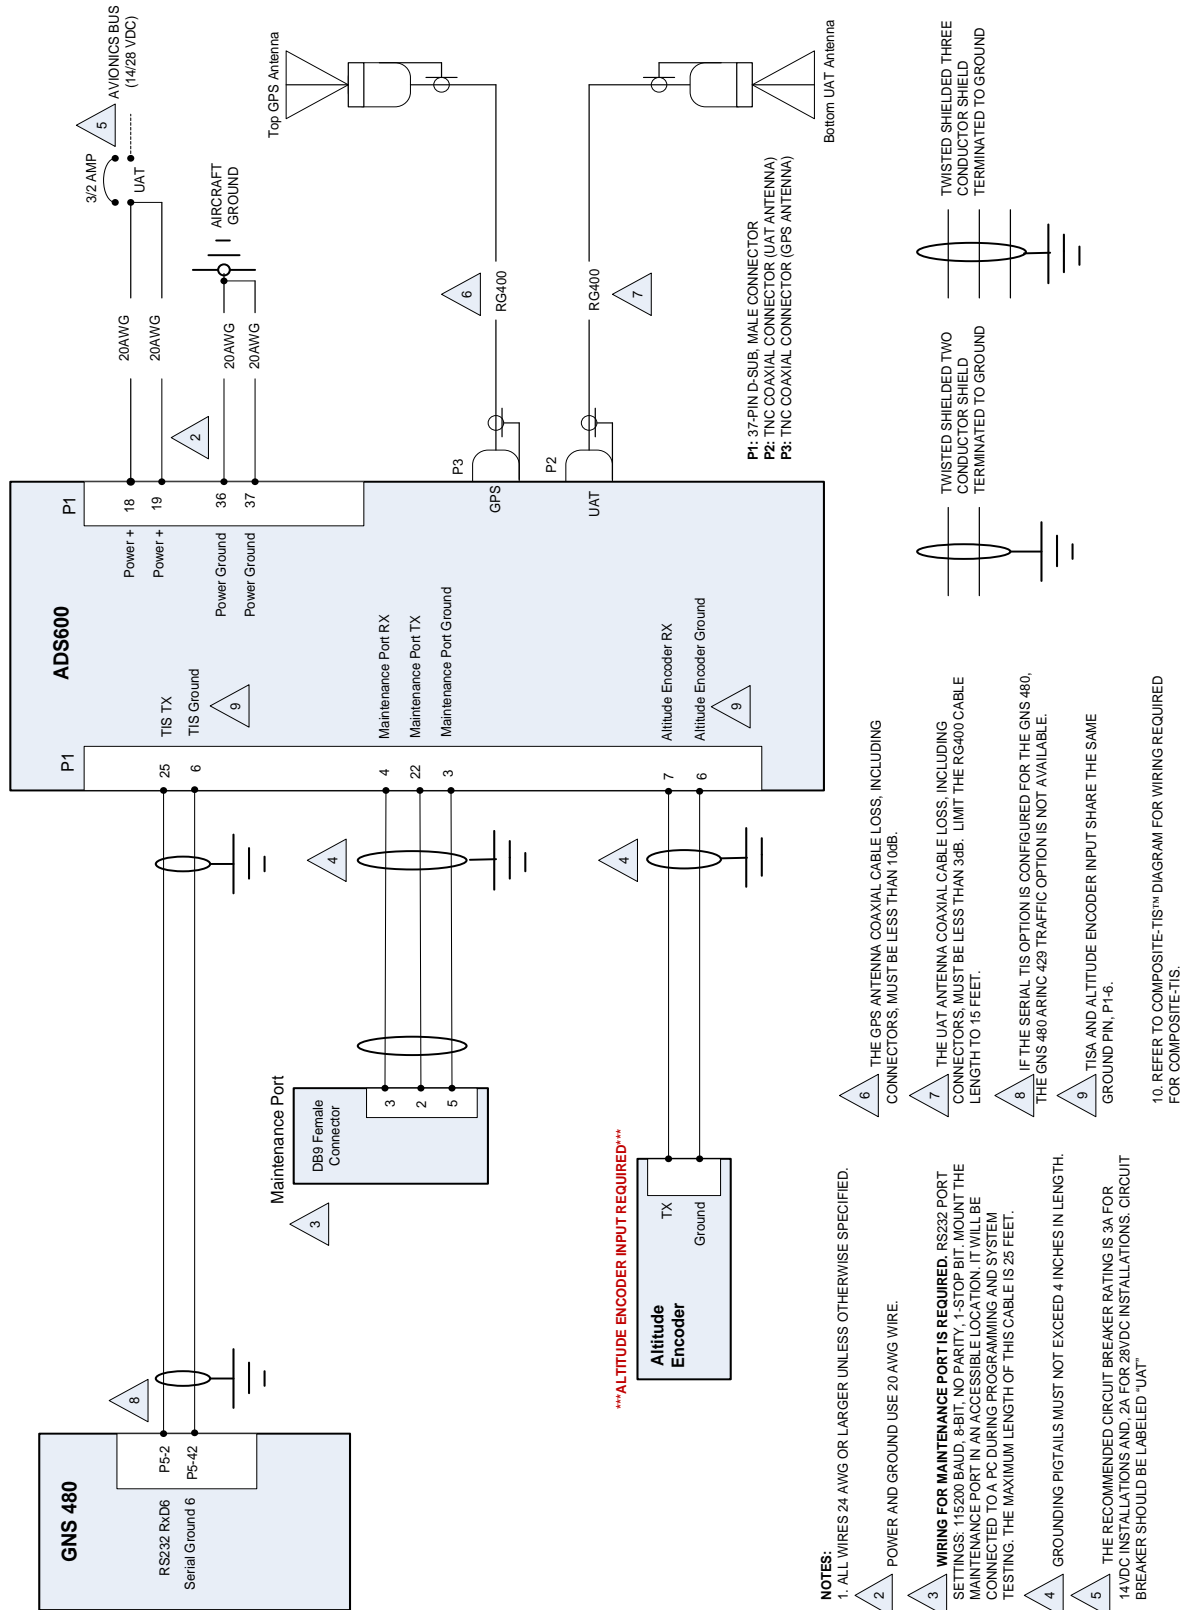 GNS 480
RS232 RxD6
P5-2
Serial Ground 6
P5-42
8
ADS600
P1
25
TIS TX
6
TIS Ground
9
Maintenance Port
DB9 Female
Connector
3
3
2
5
4
4
Maintenance Port RX
22
Maintenance Port TX
3
Maintenance Port Ground
***ALTITUDE ENCODER INPUT REQUIRED***
Altitude
Encoder
TX
Ground
4
7
Altitude Encoder RX
6
Altitude Encoder Ground
9
P1
Power +
18
Power +
19
Power Ground
36
Power Ground
37
2
20AWG
20AWG
20AWG
20AWG
3/2 AMP
UAT
5
AVIONICS BUS
(14/28 VDC)
AIRCRAFT
GROUND
P3
GPS
6
RG400
Top GPS Antenna
P2
UAT
RG400
7
Bottom UAT Antenna
P1: 37-PIN D-SUB, MALE CONNECTOR
P2: TNC COAXIAL CONNECTOR (UAT ANTENNA)
P3: TNC COAXIAL CONNECTOR (GPS ANTENNA)
NOTES:
1. ALL WIRES 24 AWG OR LARGER UNLESS OTHERWISE SPECIFIED.
2
POWER AND GROUND USE 20 AWG WIRE.
3
WIRING FOR MAINTENANCE PORT IS REQUIRED. RS232 PORT
SETTINGS: 115200 BAUD, 8-BIT, NO PARITY, 1-STOP BIT. MOUNT THE
MAINTENANCE PORT IN AN ACCESSIBLE LOCATION. IT WILL BE
CONNECTED TO A PC DURING PROGRAMMING AND SYSTEM
TESTING. THE MAXIMUM LENGTH OF THIS CABLE IS 25 FEET.
4
GROUNDING PIGTAILS MUST NOT EXCEED 4 INCHES IN LENGTH.
5
THE RECOMMENDED CIRCUIT BREAKER RATING IS 3A FOR
14VDC INSTALLATIONS AND, 2A FOR 28VDC INSTALLATIONS. CIRCUIT
BREAKER SHOULD BE LABELED "UAT"
6
THE GPS ANTENNA COAXIAL CABLE LOSS, INCLUDING
CONNECTORS, MUST BE LESS THAN 10dB.
7
THE UAT ANTENNA COAXIAL CABLE LOSS, INCLUDING
CONNECTORS, MUST BE LESS THAN 3dB. LIMIT THE RG400 CABLE
LENGTH TO 15 FEET.
8
IF THE SERIAL TIS OPTION IS CONFIGURED FOR THE GNS 480,
THE GNS 480 ARINC 429 TRAFFIC OPTION IS NOT AVAILABLE.
9
TISA AND ALTITUDE ENCODER INPUT SHARE THE SAME
GROUND PIN, P1-6.
10. REFER TO COMPOSITE-TIS™ DIAGRAM FOR WIRING REQUIRED
FOR COMPOSITE-TIS.
TWISTED SHIELDED TWO
CONDUCTOR SHIELD
TERMINATED TO GROUND
TWISTED SHIELDED THREE
CONDUCTOR SHIELD
TERMINATED TO GROUND